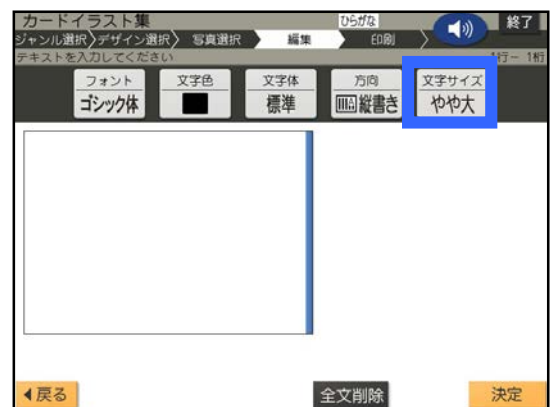 カードイラスト集
ひらがな
終了
ジャンル選択〉デザイン選択〉 写真選択 編集 印刷
テキストを入力してください
1行− 1桁
フォント
ゴシック体
文字色
文字体
標準
方向
縦書き
文字サイズ
やや大
戻る
全文削除
決定